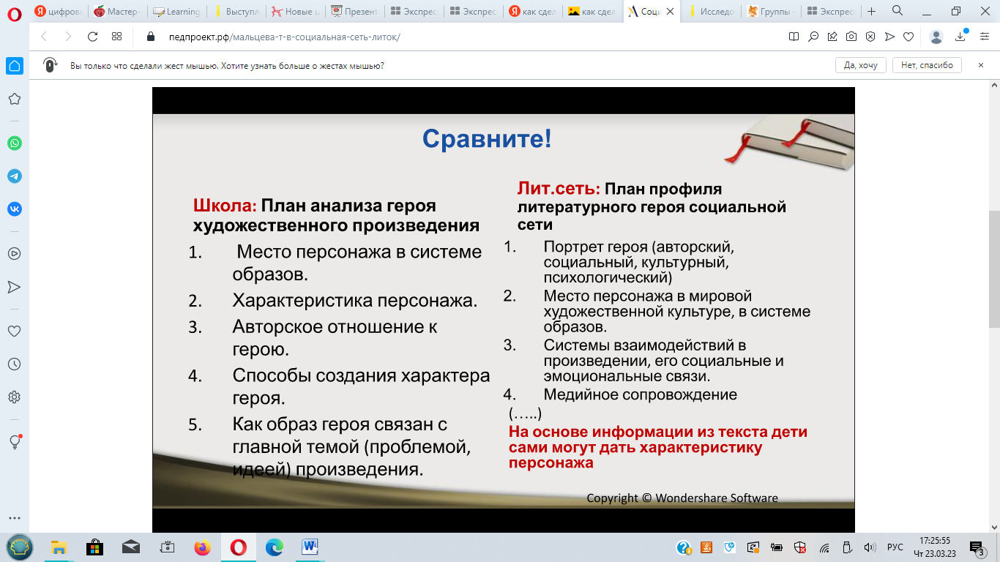 цифров
Мастер-
Learning
Выступл
Новые ц
Презент
Экспрес
Экспрес
как сдел
как сдел
Соци
Исследо
Группы -
Экспрес
педпроект.рф/мальцева-т-в-социальная-сеть-литок/
Вы только что сделали жест мышью. Хотите узнать больше о жестах мышью?
Да, хочу
Нет, спасибо
Сравните!
Школа: План анализа героя
художественного произведения
1. Место персонажа в системе
образов.
2. Характеристика персонажа.
3. Авторское отношение к
герою.
4. Способы создания характера
героя.
5. Как образ героя связан с
главной темой (проблемой,
идеей) произведения.
Лит.сеть: План профиля
литературного героя социальной
сети
1. Портрет героя (авторский,
социальный, культурный,
психологический)
2. Место персонажа в мировой
художественной культуре, в системе
образов.
3. Системы взаимодействий в
произведении, его социальные и
эмоциональные связи.
4. Медийное сопровождение
(…..)
На основе информации из текста дети
сами могут дать характеристику
персонажа
Copyright © Wondershare Software
РУС
17:25:55
Чт 23.03.23
3